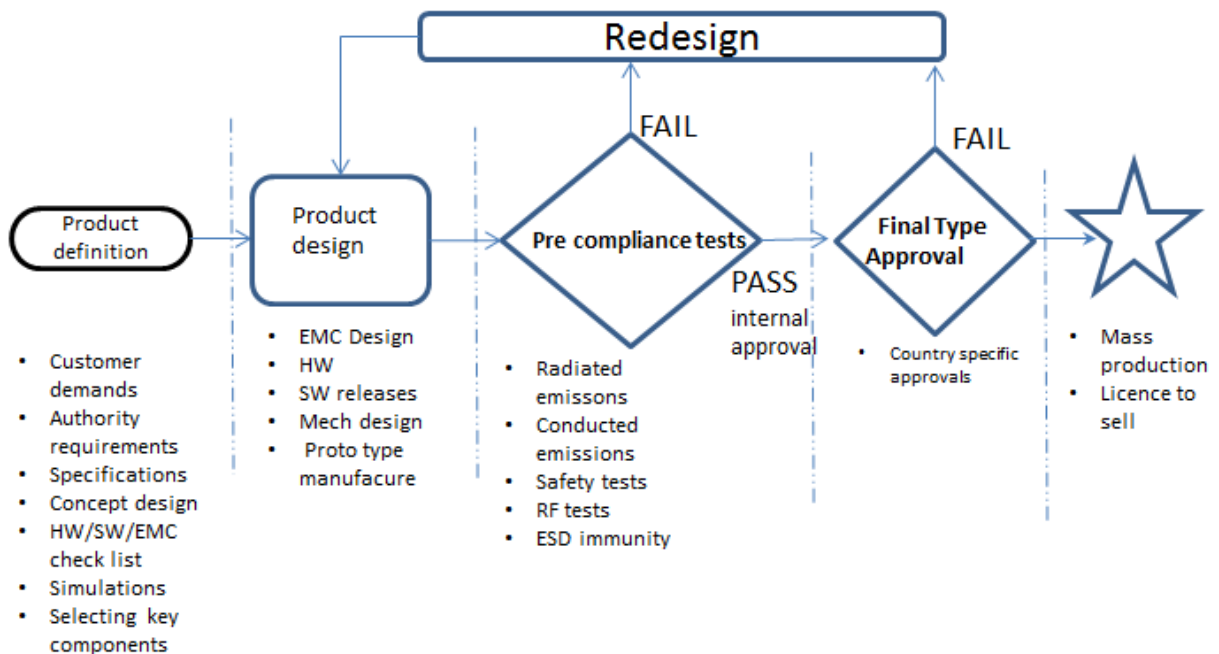 Redesign
FAIL
FAIL
Product
definition
Product
design
Pre compliance tests
Final Type
Approval
PASS
internal
approval
• Customer
demands
• Authority
requirements
• Specifications
• Concept design
• HW/SW/EMC
check list
• Simulations
• Selecting key
components
• EMC Design
• HW
• SW releases
• Mech design
• Proto type
manufacure
• Radiated
emissons
• Conducted
emissions
• Safety tests
• RF tests
• ESD immunity
• Country specific
approvals
• Mass
production
• Licence to
sell